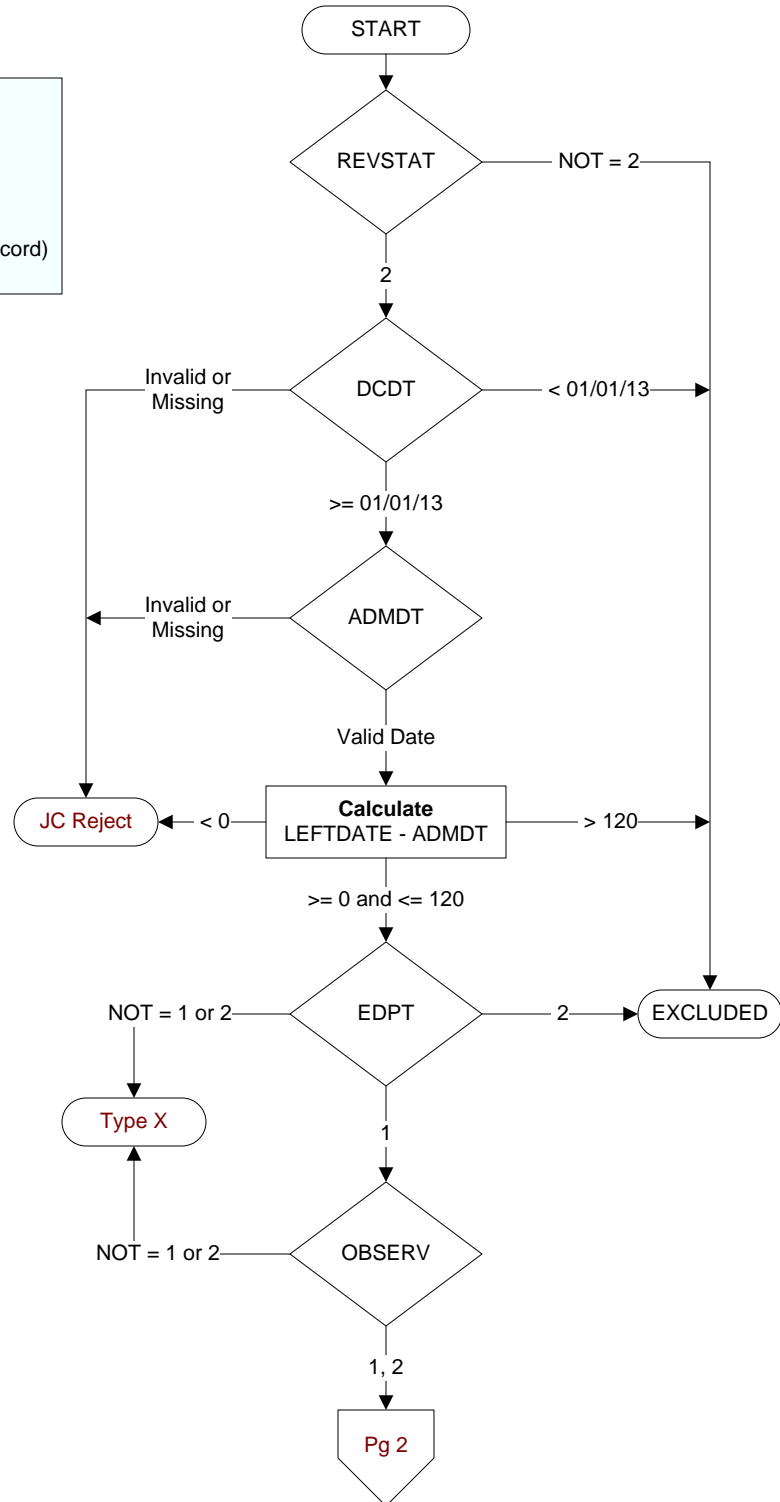 START
REVSTAT
NOT = 2
cord)
2
Invalid or
Missing
DCDT
< 01/01/13
>= 01/01/13
Invalid or
Missing
ADMDT
Valid Date
JC Reject
< 0
Calculate
LEFTDATE - ADMDT
> 120
>= 0 and <= 120
NOT = 1 or 2
EDPT
2
EXCLUDED
Type X
1
NOT = 1 or 2
OBSERV
1, 2
Pg 2